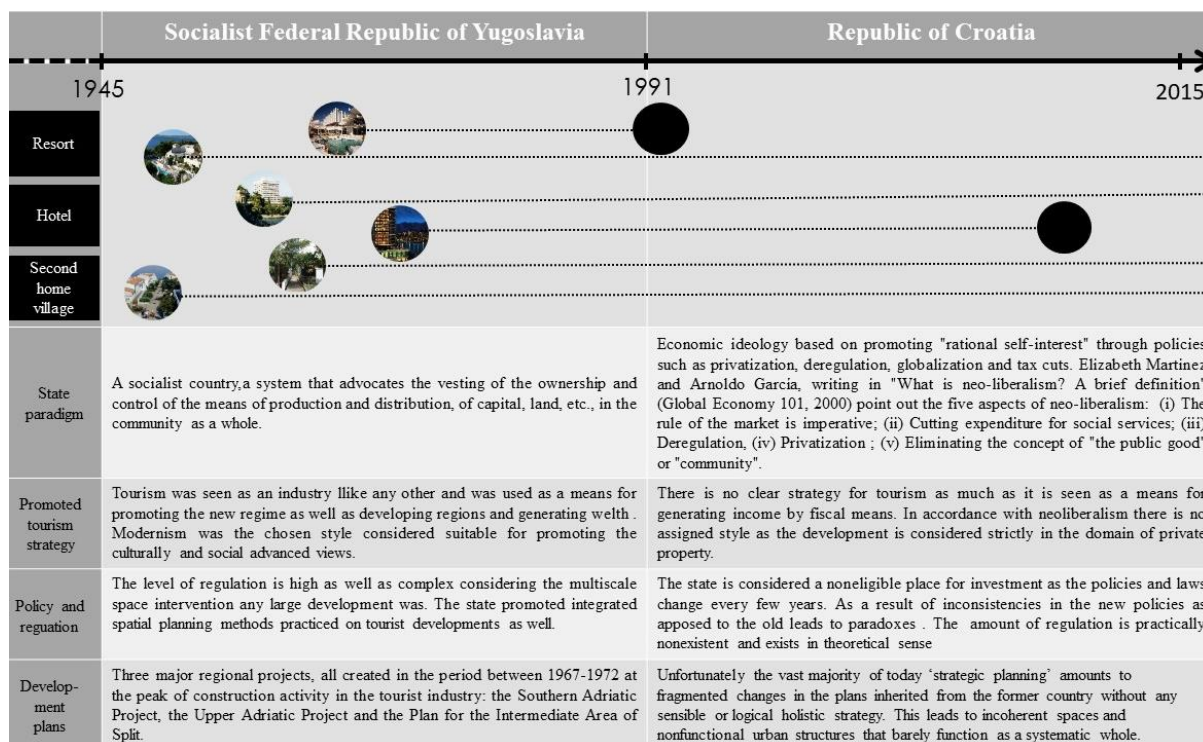 Socialist Federal Republic of Yugoslavia
Republic of Croatia
1945
1991
2015
Resort
Hotel
Second
home
village
State
paradigm
A socialist country,a system that advocates the vesting of the ownership and
control of the means of production and distribution, of capital, land, etc., in the
community as a whole.
Economic ideology based on promoting "rational self-interest" through policies
such as privatization, deregulation, globalization and tax cuts. Elizabeth Martinez
and Arnoldo Garcia, writing in "What is neo-liberalism? A brief definition"
(Global Economy 101, 2000) point out the five aspects of neo-liberalism: (i) The
rule of the market is imperative; (ii) Cutting expenditure for social services; (iii)
Deregulation, (iv) Privatization ; (v) Eliminating the concept of "the public good"
or "community".
Promoted
tourism
strategy
Tourism was seen as an industry llike any other and was used as a means for
promoting the new regime as well as developing regions and generating welth .
Modernism was the chosen style considered suitable for promoting the
culturally and social advanced views.
There is no clear strategy for tourism as much as it is seen as a means for
generating income by fiscal means. In accordance with neoliberalism there is no
assigned style as the development is considered strictly in the domain of private
property.
Policy and
reguation
The level of regulation is high as well as complex considering the multiscale
space intervention any large development was. The state promoted integrated
spatial planning methods practiced on tourist developments as well.
The state is considered a noneligible place for investment as the policies and laws
change every few years. As a result of inconsistencies in the new policies as
apposed to the old leads to paradoxes . The amount of regulation is practically
nonexistent and exists in theoretical sense
Develop-
ment
plans
Three major regional projects, all created in the period between 1967-1972 at
the peak of construction activity in the tourist industry: the Southern Adriatic
Project, the Upper Adriatic Project and the Plan for the Intermediate Area of
Split.
Unfortunately the vast majority of today ‘strategic planning’ amounts to
fragmented changes in the plans inherited from the former country without any
sensible or logical holistic strategy. This leads to incoherent spaces and
nonfunctional urban structures that barely function as a systematic whole.